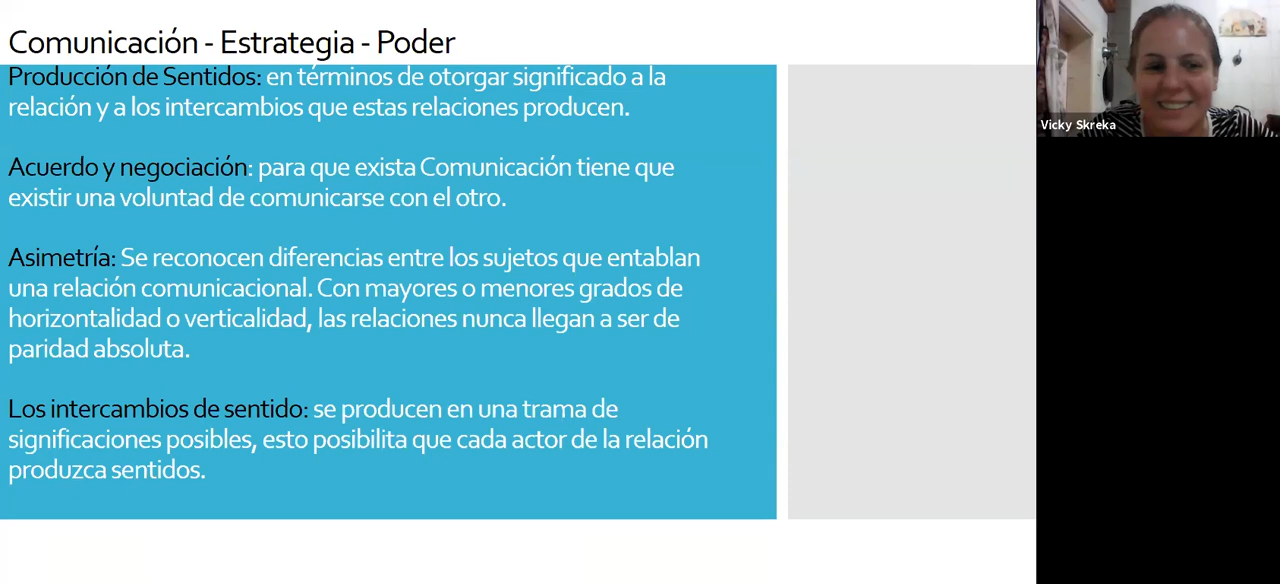 Comunicación - Estrategia - Poder
Producción de Sentidos: en términos de otorgar significado a la
relación y a los intercambios que estas relaciones producen.
Acuerdo y negociación: para que exista Comunicación tiene que
existir una voluntad de comunicarse con el otro.
Asimetría: Se reconocen diferencias entre los sujetos que entablan
una relación comunicacional. Con mayores o menores grados de
horizontalidad o verticalidad, las relaciones nunca llegan a ser de
paridad absoluta.
Los intercambios de sentido: se producen en una trama de
significaciones posibles, esto posibilita que cada actor de la relación
produzca sentidos.
Vicky Skreka